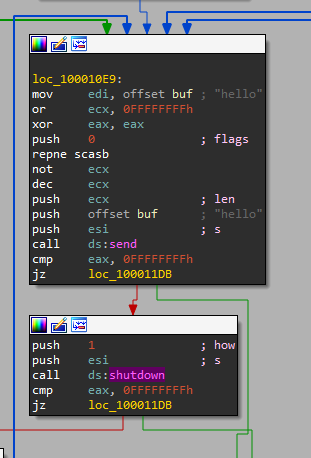 loc_100010E9:
mov edi, offset buf ; "hello"
or ecx, 0FFFFFFFFh
xor eax, eax
push 0 ; flags
repne scasb
not ecx
dec ecx
push ecx ; len
push offset buf ; "hello"
push esi ; s
call ds:send
cmp eax, 0FFFFFFFFh
jz loc_100011DB
push 1 ; how
push esi ; s
call ds:shutdown
cmp eax, 0FFFFFFFFh
jz loc_100011DB